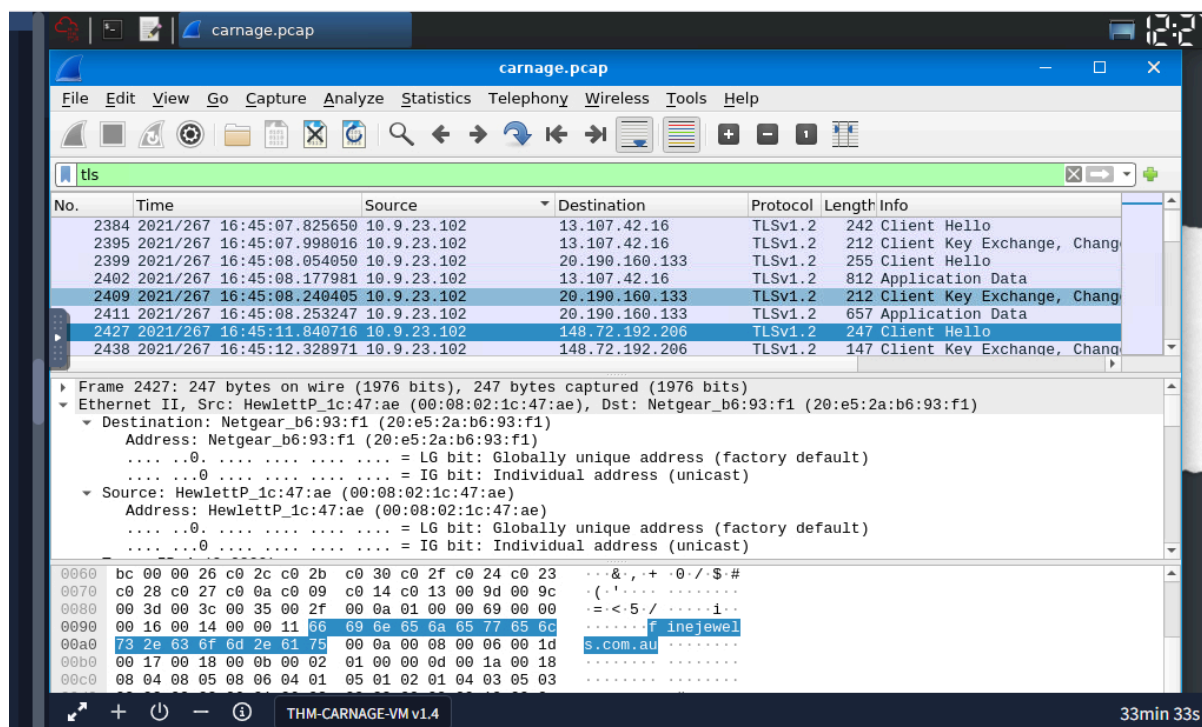 carnage.pcap
12:2
carnage.pcap
File Edit View Go Capture Analyze Statistics Telephony Wireless Tools Help
tls
No. Time Source Destination Protocol Length Info
2384 2021/267 16:45:07.825650 10.9.23.102 13.107.42.16 TLSv1.2 242 Client Hello
2395 2021/267 16:45:07.998016 10.9.23.102 13.107.42.16 TLSv1.2 212 Client Key Exchange, Chang
2399 2021/267 16:45:08.054050 10.9.23.102 20.190.160.133 TLSv1.2 255 Client Hello
2402 2021/267 16:45:08.177981 10.9.23.102 13.107.42.16 TLSv1.2 812 Application Data
2409 2021/267 16:45:08.240405 10.9.23.102 20.190.160.133 TLSv1.2 212 Client Key Exchange, Chang
2411 2021/267 16:45:08.253247 10.9.23.102 20.190.160.133 TLSv1.2 657 Application Data
2427 2021/267 16:45:11.840716 10.9.23.102 148.72.192.206 TLSv1.2 247 Client Hello
2438 2021/267 16:45:12.328971 10.9.23.102 148.72.192.206 TLSv1.2 147 Client Key Exchange, Chang
Frame 2427: 247 bytes on wire (1976 bits), 247 bytes captured (1976 bits)
Ethernet II, Src: HewlettP_1c:47:ae (00:08:02:1c:47:ae), Dst: Netgear_b6:93:f1 (20:e5:2a:b6:93:f1)
Destination: Netgear_b6:93:f1 (20:e5:2a:b6:93:f1)
Address: Netgear_b6:93:f1 (20:e5:2a:b6:93:f1)
.... ..0. .... .... .... .... = LG bit: Globally unique address (factory default)
.... ...0 .... .... .... .... = IG bit: Individual address (unicast)
Source: HewlettP_1c:47:ae (00:08:02:1c:47:ae)
Address: HewlettP_1c:47:ae (00:08:02:1c:47:ae)
.... ..0. .... .... .... .... = LG bit: Globally unique address (factory default)
.... ...0 .... .... .... .... = IG bit: Individual address (unicast)
0060 bc 00 00 26 c0 2c c0 2b c0 30 c0 2f c0 24 c0 23 ···&·,·+ ·0·/·$·#
0070 c0 28 c0 27 c0 0a c0 09 c0 14 c0 13 00 9d 00 9c ·(·'···· ········
0080 00 3d 00 3c 00 35 00 2f 00 0a 01 00 00 69 00 00 ·=·<·5·/ ·····i··
0090 00 16 00 14 00 00 11 66 69 6e 65 6a 65 77 65 6c ·······f inejewel
00a0 73 2e 63 6f 6d 2e 61 75 00 0a 00 08 00 06 00 1d s.com.au ········
00b0 00 17 00 18 00 0b 00 02 01 00 00 0d 00 1a 00 18 ········ ········
00c0 08 04 08 05 08 06 04 01 05 01 02 01 04 03 05 03 ········ ········
THM-CARNAGE-VM v1.4
33min 33s